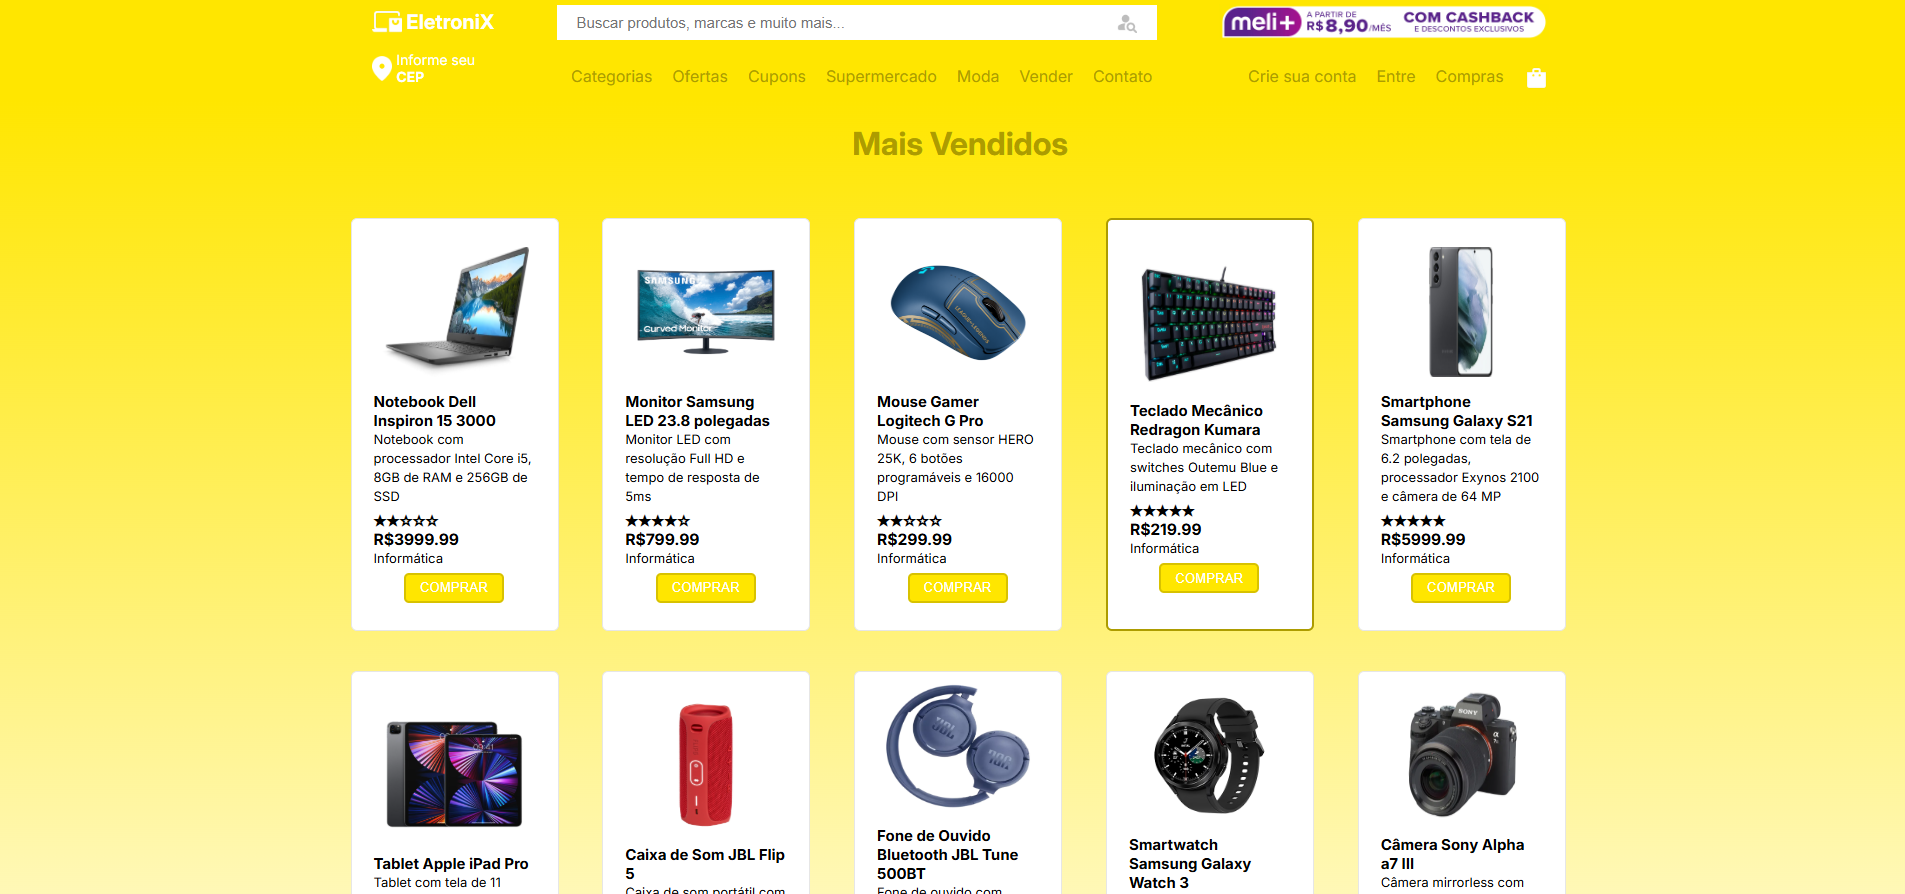 EletroniX
Buscar produtos, marcas e muito mais...
meli+ A PARTIR DE R$8,90/MÊS COM CASHBACK E DESCONTOS EXCLUSIVOS
Informe seu
CEP
Categorias Ofertas Cupons Supermercado Moda Vender Contato
Crie sua conta Entre Compras
Mais Vendidos
Notebook Dell
Inspiron 15 3000
Notebook com
processador Intel Core i5,
8GB de RAM e 256GB de
SSD
★★☆☆☆
R$3999.99
Informática
COMPRAR
SAMSUNG
Curved Monitor
Monitor Samsung
LED 23.8 polegadas
Monitor LED com
resolução Full HD e
tempo de resposta de
5ms
★★★★☆
R$799.99
Informática
COMPRAR
Mouse Gamer
Logitech G Pro
Mouse com sensor HERO
25K, 6 botões
programáveis e 16000
DPI
★★☆☆☆
R$299.99
Informática
COMPRAR
Teclado Mecânico
Redragon Kumara
Teclado mecânico com
switches Outemu Blue e
iluminação em LED
★★★★★
R$219.99
Informática
COMPRAR
Smartphone
Samsung Galaxy S21
Smartphone com tela de
6.2 polegadas,
processador Exynos 2100
e câmera de 64 MP
★★★★★
R$5999.99
Informática
COMPRAR
09:41
Tablet Apple iPad Pro
Tablet com tela de 11
Caixa de Som JBL Flip
5
Caixa de som portátil com
JBL
JBL
Fone de Ouvido
Bluetooth JBL Tune
500BT
Fone de ouvido com
Smartwatch
Samsung Galaxy
Watch 3
SONY
Câmera Sony Alpha
a7 III
Câmera mirrorless com